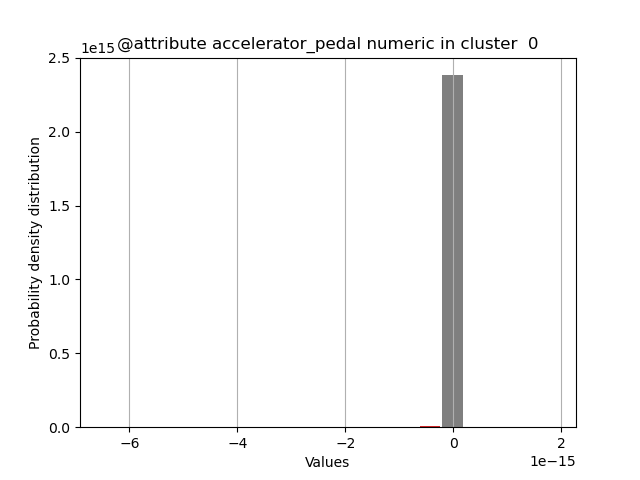 1e15
@attribute accelerator_pedal numeric in cluster  0
2.5
2.0
1.5
1.0
0.5
0.0
Probability density distribution
−6
−4
−2
0
2
Values
1e−15